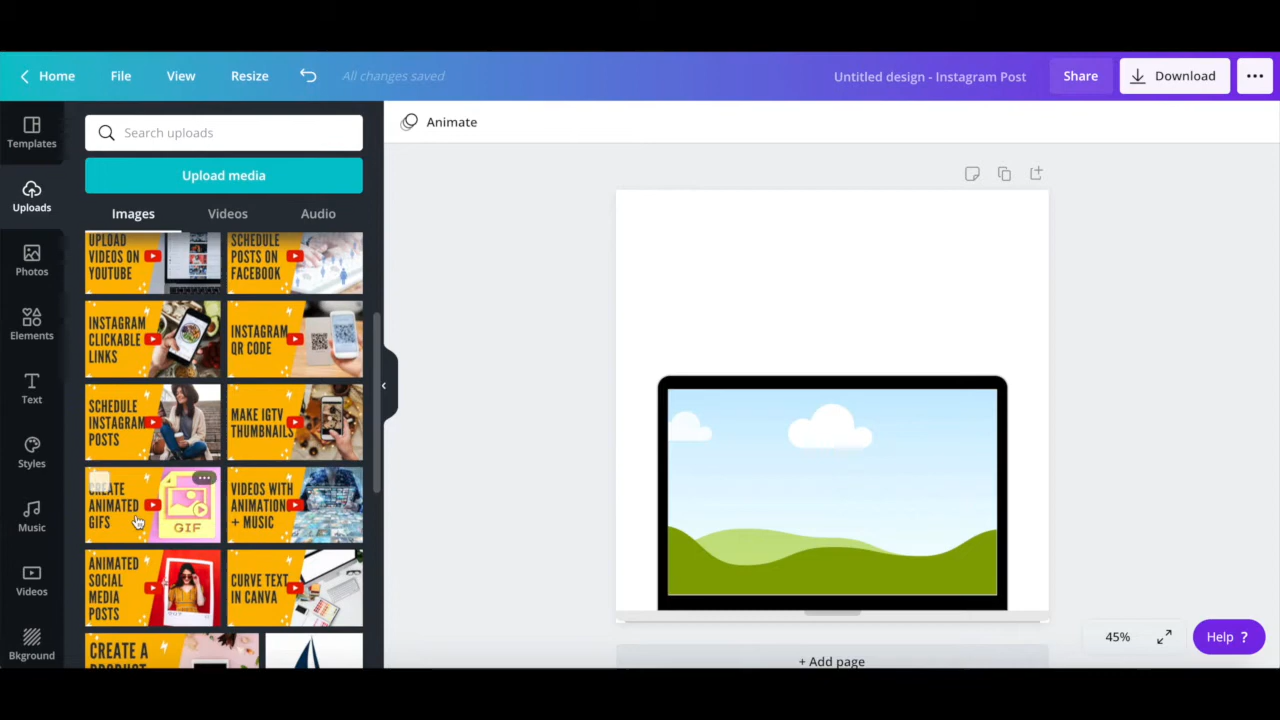 Home File View Resize All changes saved Untitled design - Instagram Post Share Download
Templates
Uploads
Photos
Elements
Text
Styles
Music
Videos
Bkground
Search uploads
Upload media
Images Videos Audio
UPLOAD
VIDEOS ON
YOUTUBE
SCHEDULE
POSTS ON
FACEBOOK
INSTAGRAM
CLICKABLE
LINKS
INSTAGRAM
QR CODE
SCHEDULE
INSTAGRAM
POSTS
MAKE IGTV
THUMBNAILS
CREATE
ANIMATED
GIFS
GIF
VIDEOS WITH
ANIMATION
+ MUSIC
ANIMATED
SOCIAL
MEDIA
POSTS
CURVE TEXT
IN CANVA
CREATE A
Animate
+ Add page
45%
Help ?